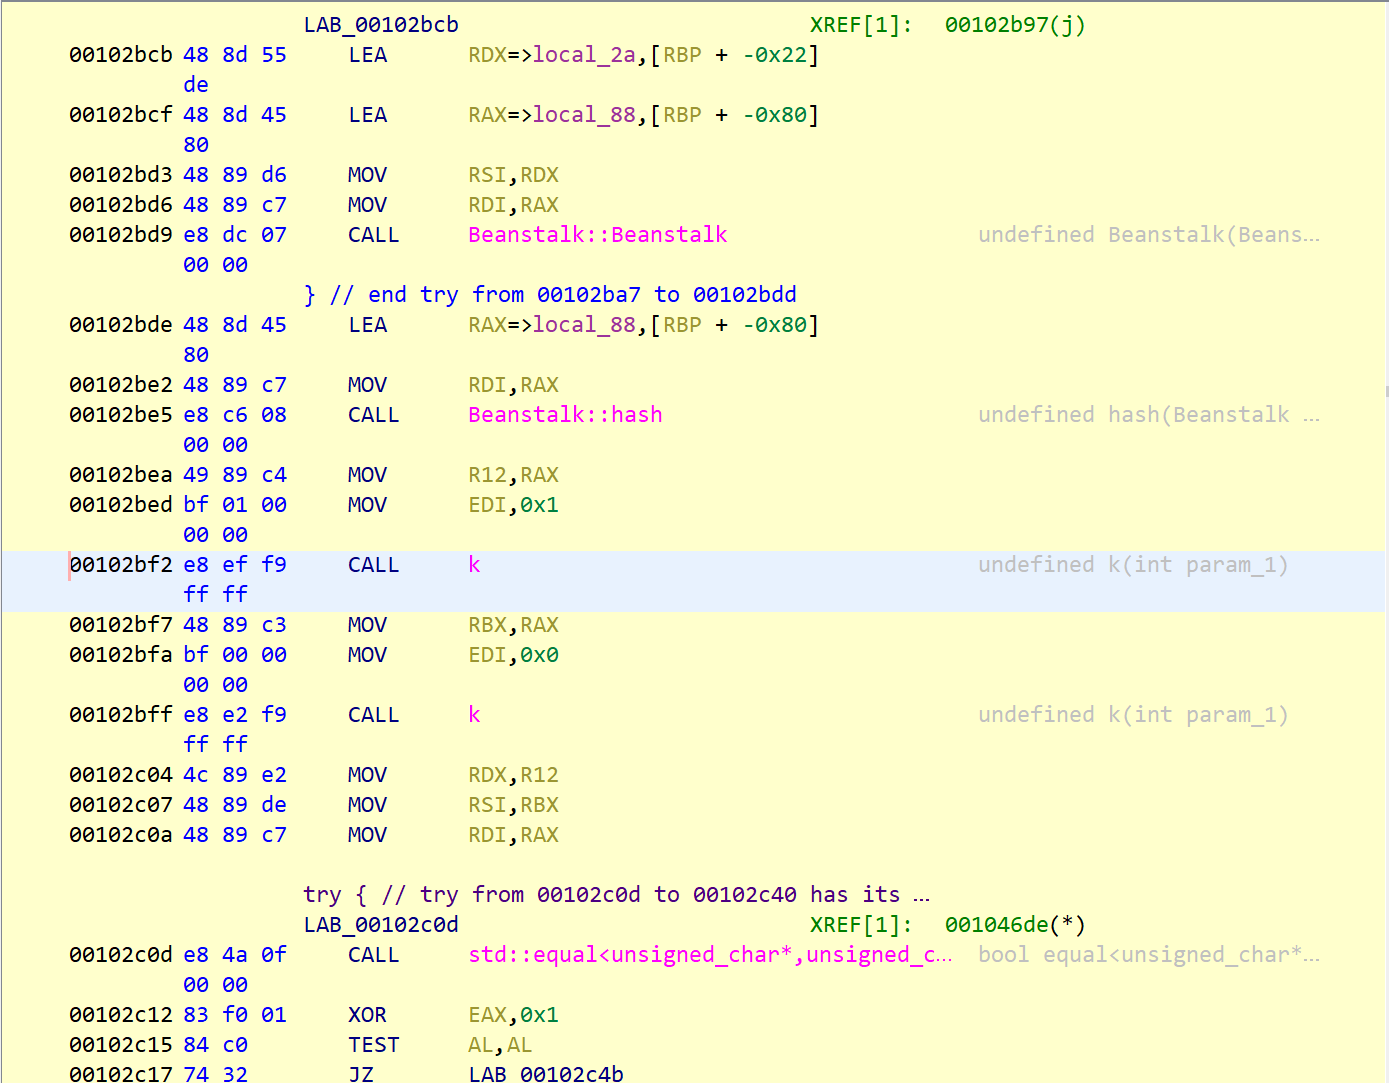 LAB_00102bcb XREF[1]: 00102b97(j)
00102bcb 48 8d 55 LEA RDX=>local_2a,[RBP + -0x22]
de
00102bcf 48 8d 45 LEA RAX=>local_88,[RBP + -0x80]
80
00102bd3 48 89 d6 MOV RSI,RDX
00102bd6 48 89 c7 MOV RDI,RAX
00102bd9 e8 dc 07 CALL Beanstalk::Beanstalk undefined Beanstalk(Beans...
00 00
} // end try from 00102ba7 to 00102bdd
00102bde 48 8d 45 LEA RAX=>local_88,[RBP + -0x80]
80
00102be2 48 89 c7 MOV RDI,RAX
00102be5 e8 c6 08 CALL Beanstalk::hash undefined hash(Beanstalk ...
00 00
00102bea 49 89 c4 MOV R12,RAX
00102bed bf 01 00 MOV EDI,0x1
00 00
00102bf2 e8 ef f9 CALL k undefined k(int param_1)
ff ff
00102bf7 48 89 c3 MOV RBX,RAX
00102bfa bf 00 00 MOV EDI,0x0
00 00
00102bff e8 e2 f9 CALL k undefined k(int param_1)
ff ff
00102c04 4c 89 e2 MOV RDX,R12
00102c07 48 89 de MOV RSI,RBX
00102c0a 48 89 c7 MOV RDI,RAX
try { // try from 00102c0d to 00102c40 has its ...
LAB_00102c0d XREF[1]: 001046de(*)
00102c0d e8 4a 0f CALL std::equal<unsigned_char*,unsigned_c... bool equal<unsigned_char*...
00 00
00102c12 83 f0 01 XOR EAX,0x1
00102c15 84 c0 TEST AL,AL
00102c17 74 32 JZ LAB_00102c4b